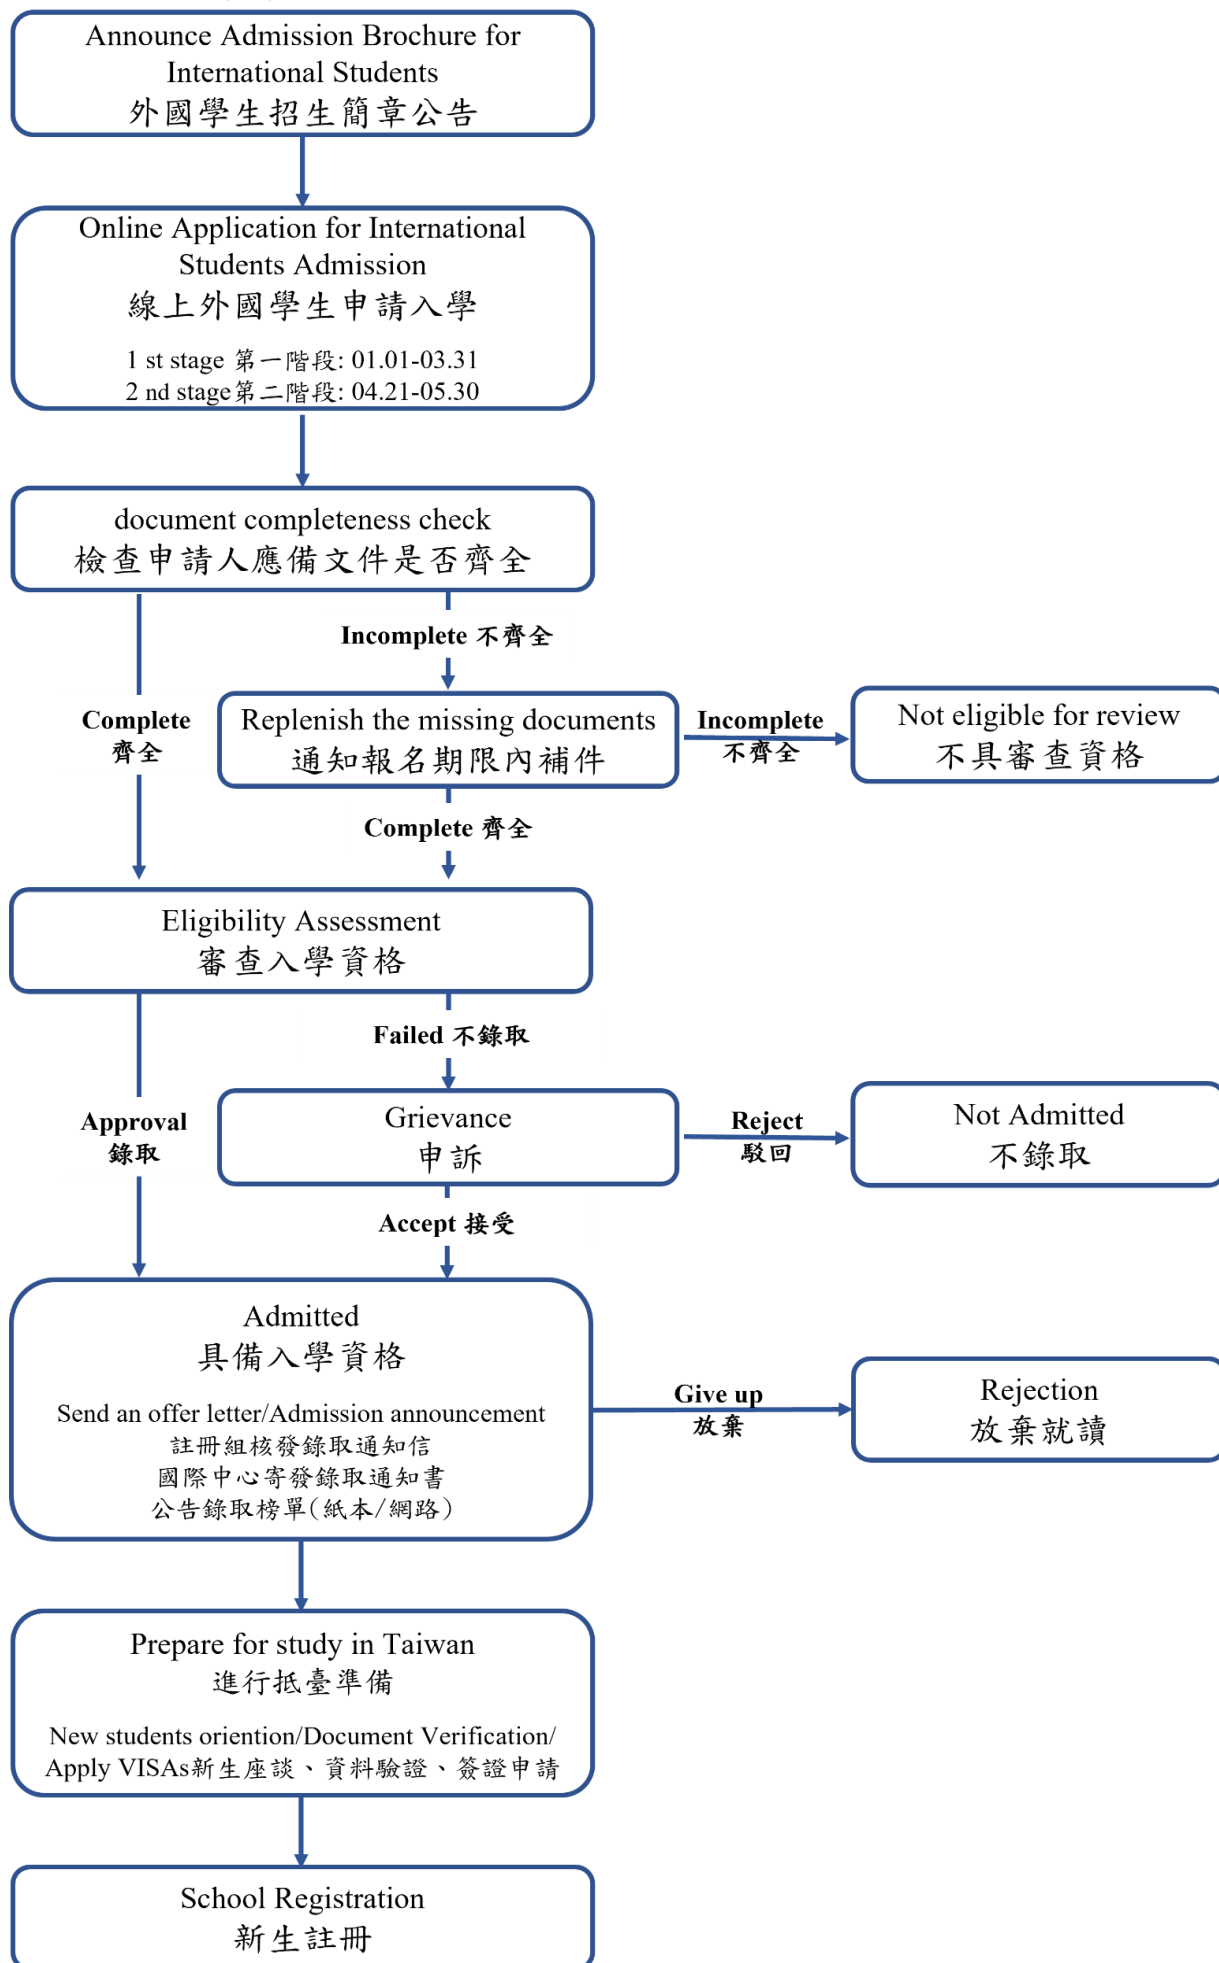 Announce Admission Brochure for
International Students
外國學生招生簡章公告
Online Application for International
Students Admission
線上外國學生申請入學
1 st stage 第一階段: 01.01-03.31
2 nd stage第二階段: 04.21-05.30
document completeness check
檢查申請人應備文件是否齊全
Incomplete 不齊全
Complete
齊全
Replenish the missing documents
通知報名期限內補件
Incomplete
不齊全
Not eligible for review
不具審查資格
Complete 齊全
Eligibility Assessment
審查入學資格
Failed 不錄取
Approval
錄取
Grievance
申訴
Reject
駁回
Not Admitted
不錄取
Accept 接受
Admitted
具備入學資格
Send an offer letter/Admission announcement
註冊組核發錄取通知信
國際中心寄發錄取通知書
公告錄取榜單(紙本/網路)
Give up
放棄
Rejection
放棄就讀
Prepare for study in Taiwan
進行抵臺準備
New students oriention/Document Verification/
Apply VISAs新生座談、資料驗證、簽證申請
School Registration
新生註冊